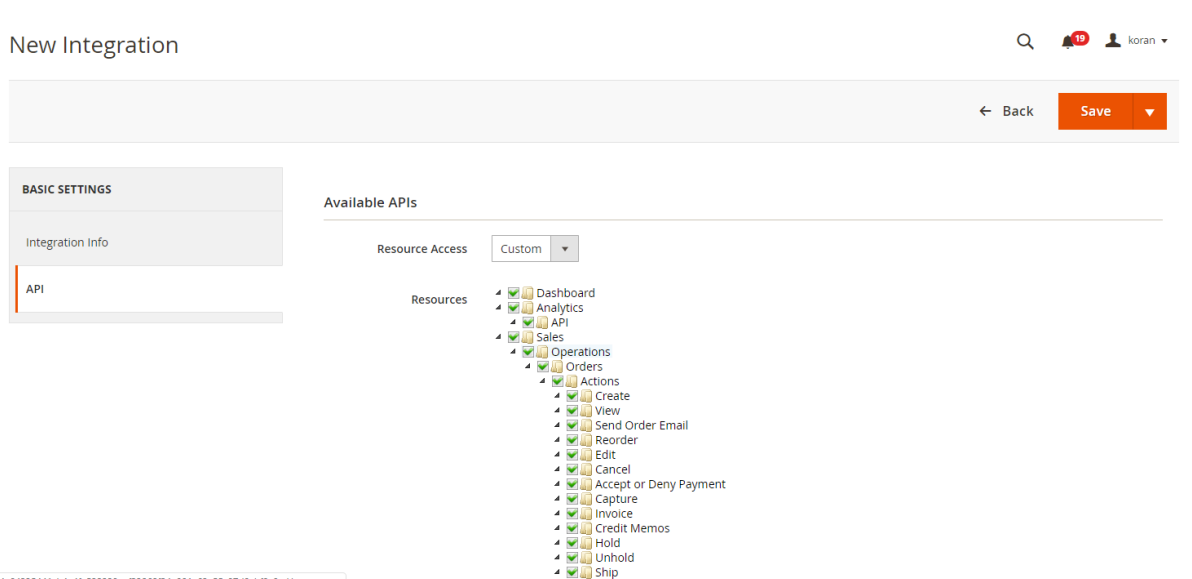 New Integration
19
koran
Back
Save
BASIC SETTINGS
Integration Info
API
Available APIs
Resource Access
Custom
Resources
Dashboard
Analytics
API
Sales
Operations
Orders
Actions
Create
View
Send Order Email
Reorder
Edit
Cancel
Accept or Deny Payment
Capture
Invoice
Credit Memos
Hold
Unhold
Ship